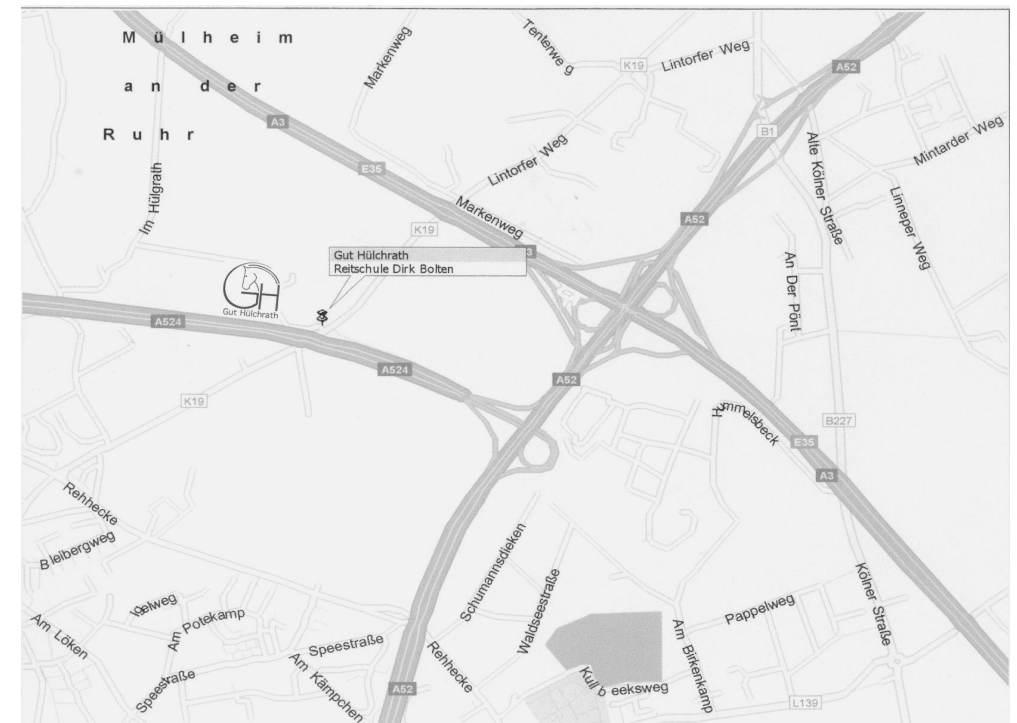 Mülheim
an der
Ruhr
Markenweg
Tenterweg
K19
Lintorfer Weg
A52
A3
B1
E35
Lintorfer Weg
Alte Kölner Straße
Mintarder Weg
Im Hülgrath
Markenweg
K19
A52
Linneper Weg
Gut Hülchrath
Reitschule Dirk Bolten
3
An Der Pönt
GH
Gut Hülchrath
A524
A524
A52
K19
Hummelsbeck
B227
E35
A3
Rehhecke
Bleibergweg
Schumannsdieken
Waldseestraße
Kölner Straße
Pappelweg
Am Potekamp
Am Löken
Speestraße
Speestraße
Am Kämpchen
Rehhecke
Am Birkenkamp
A52
L139